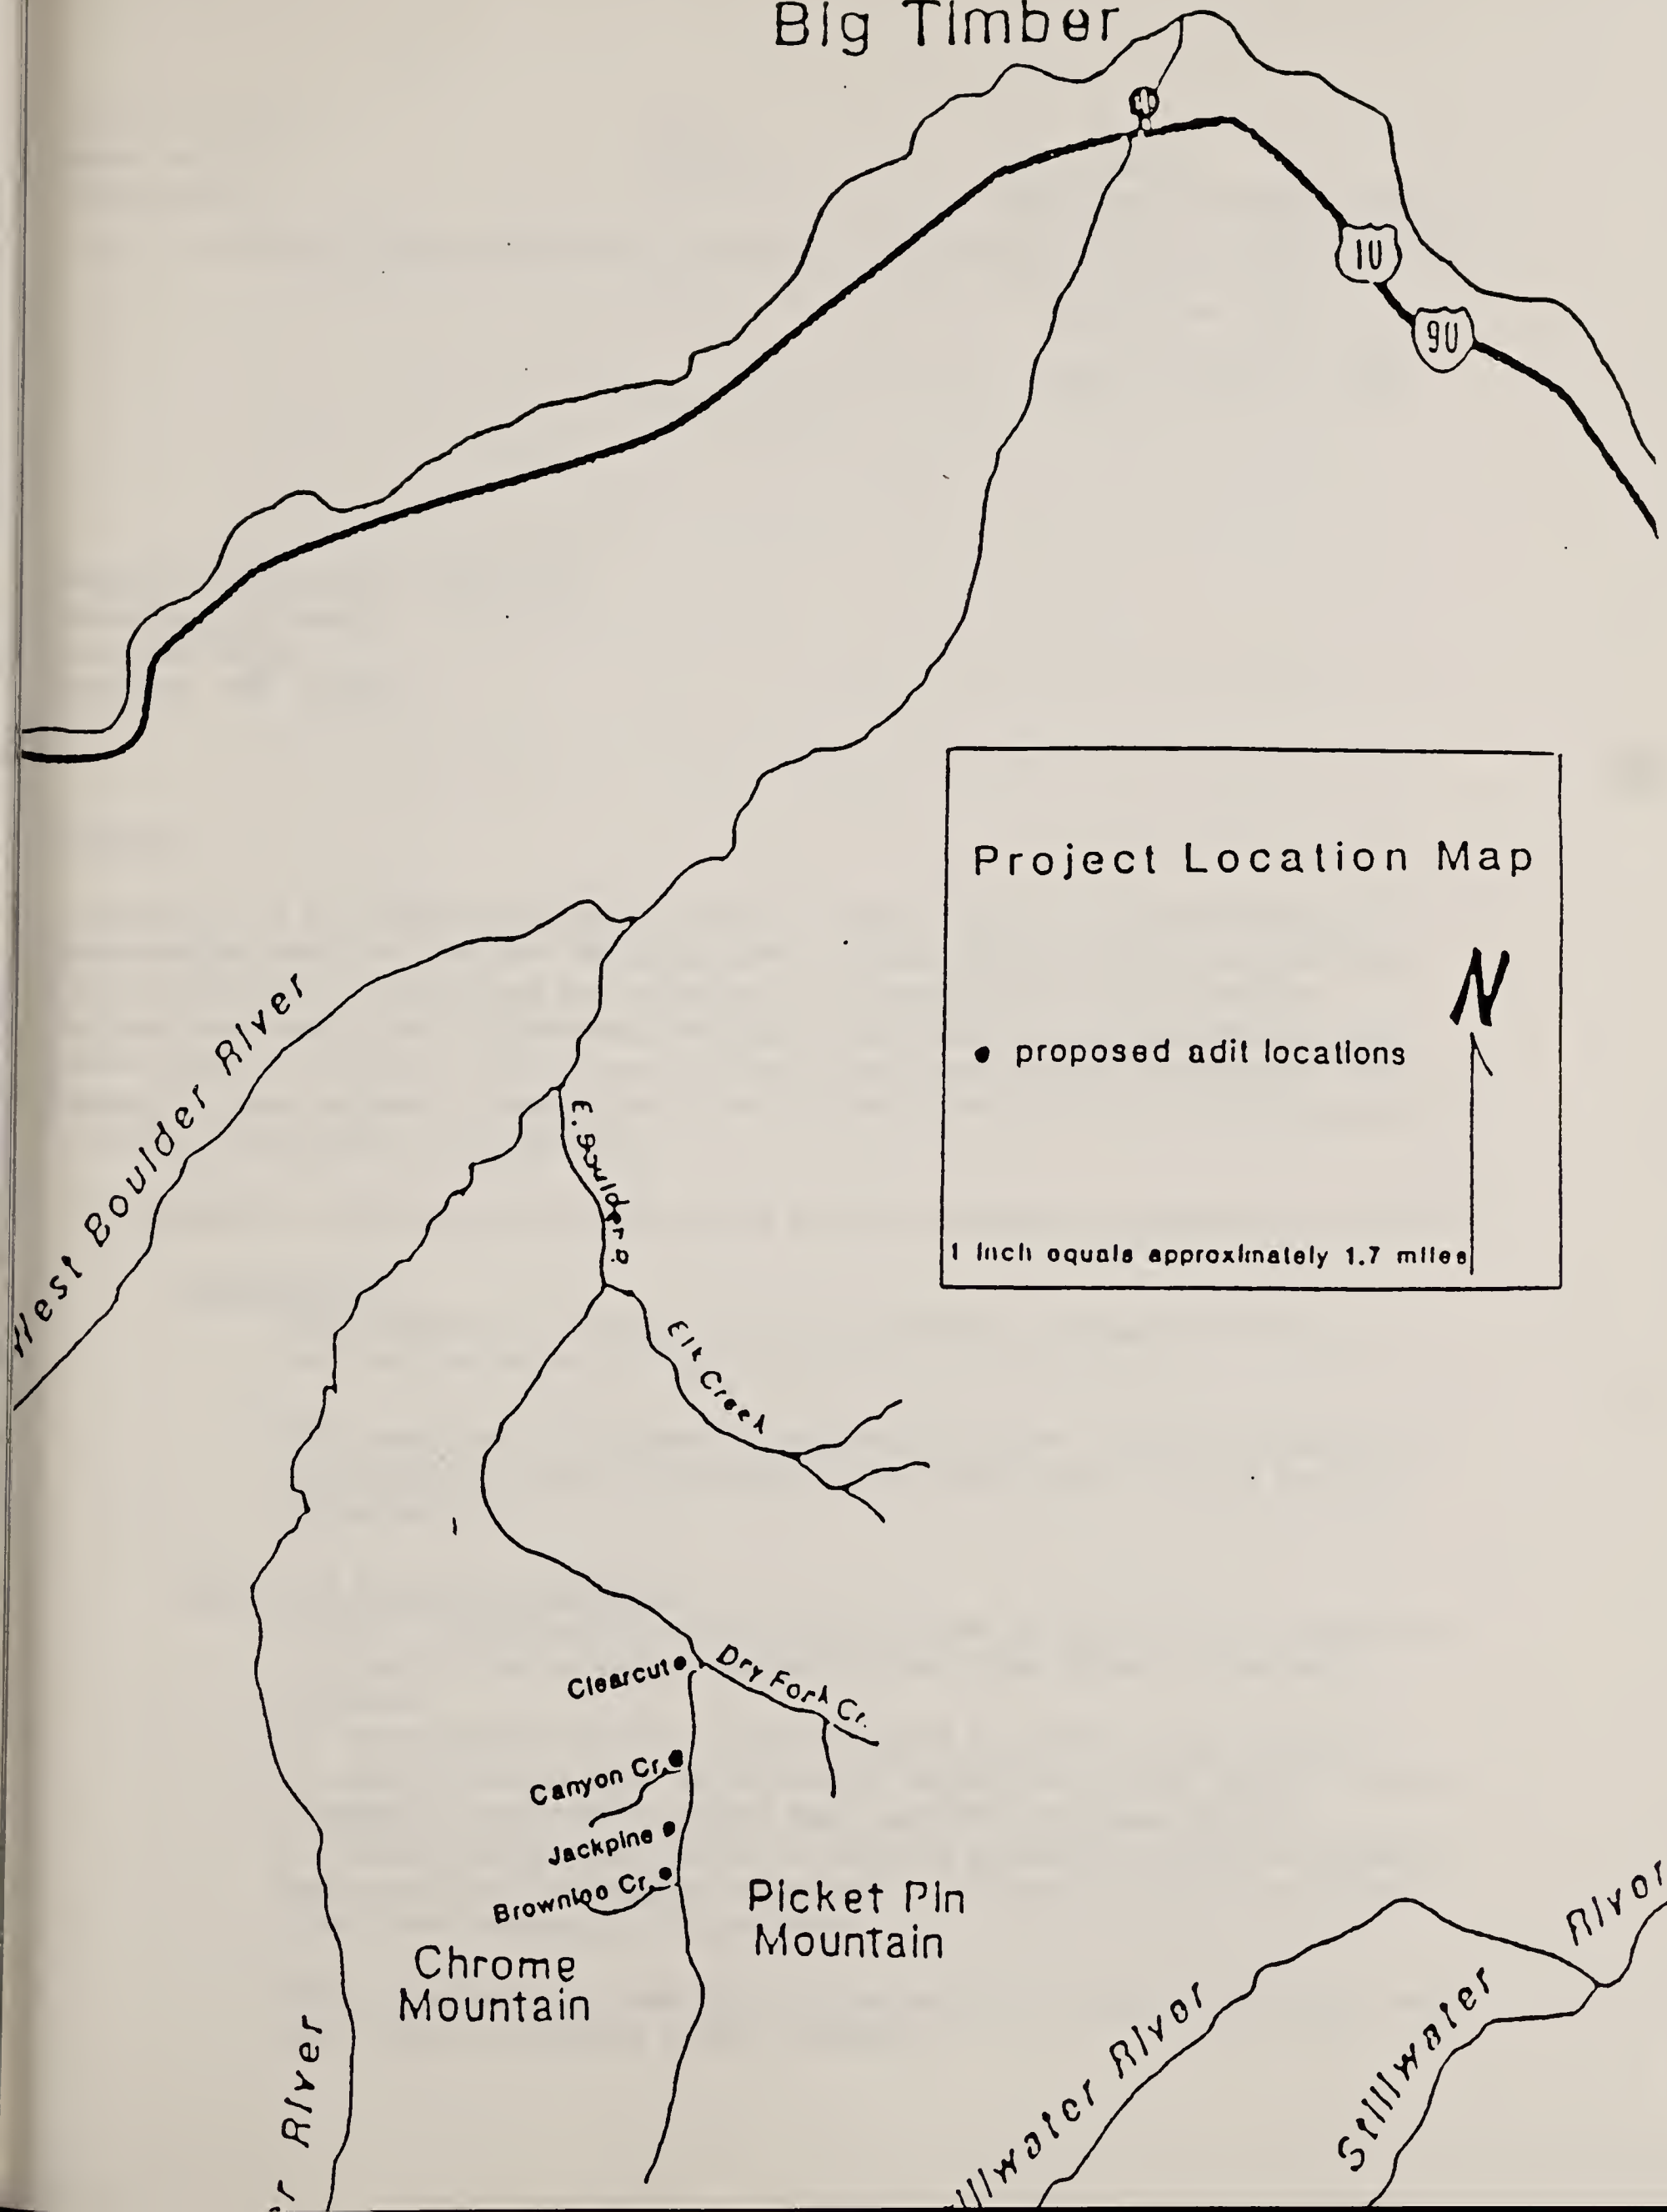 Big Timber
10
90
Project Location Map
N
proposed adit locations
1 inch equals approximately 1.7 miles
West Boulder River
E. Boulder R.
Elk Creek
Clearcut
Dry Fork Cr.
Canyon Cr.
Jackpine
Brownlee Cr.
Picket Pin
Mountain
Chrome
Mountain
River
Stillwater River
illwater River